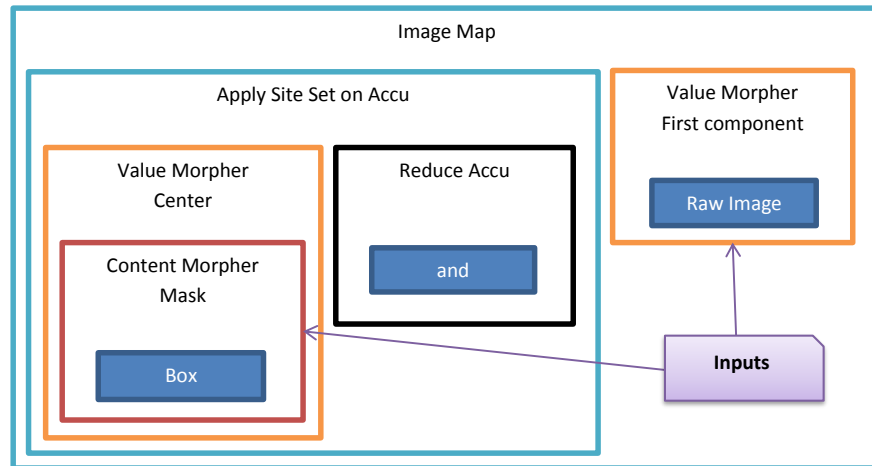 Image Map
Apply Site Set on Accu
Value Morpher
Center
Content Morpher
Mask
Box
Reduce Accu
and
Value Morpher
First component
Raw Image
Inputs